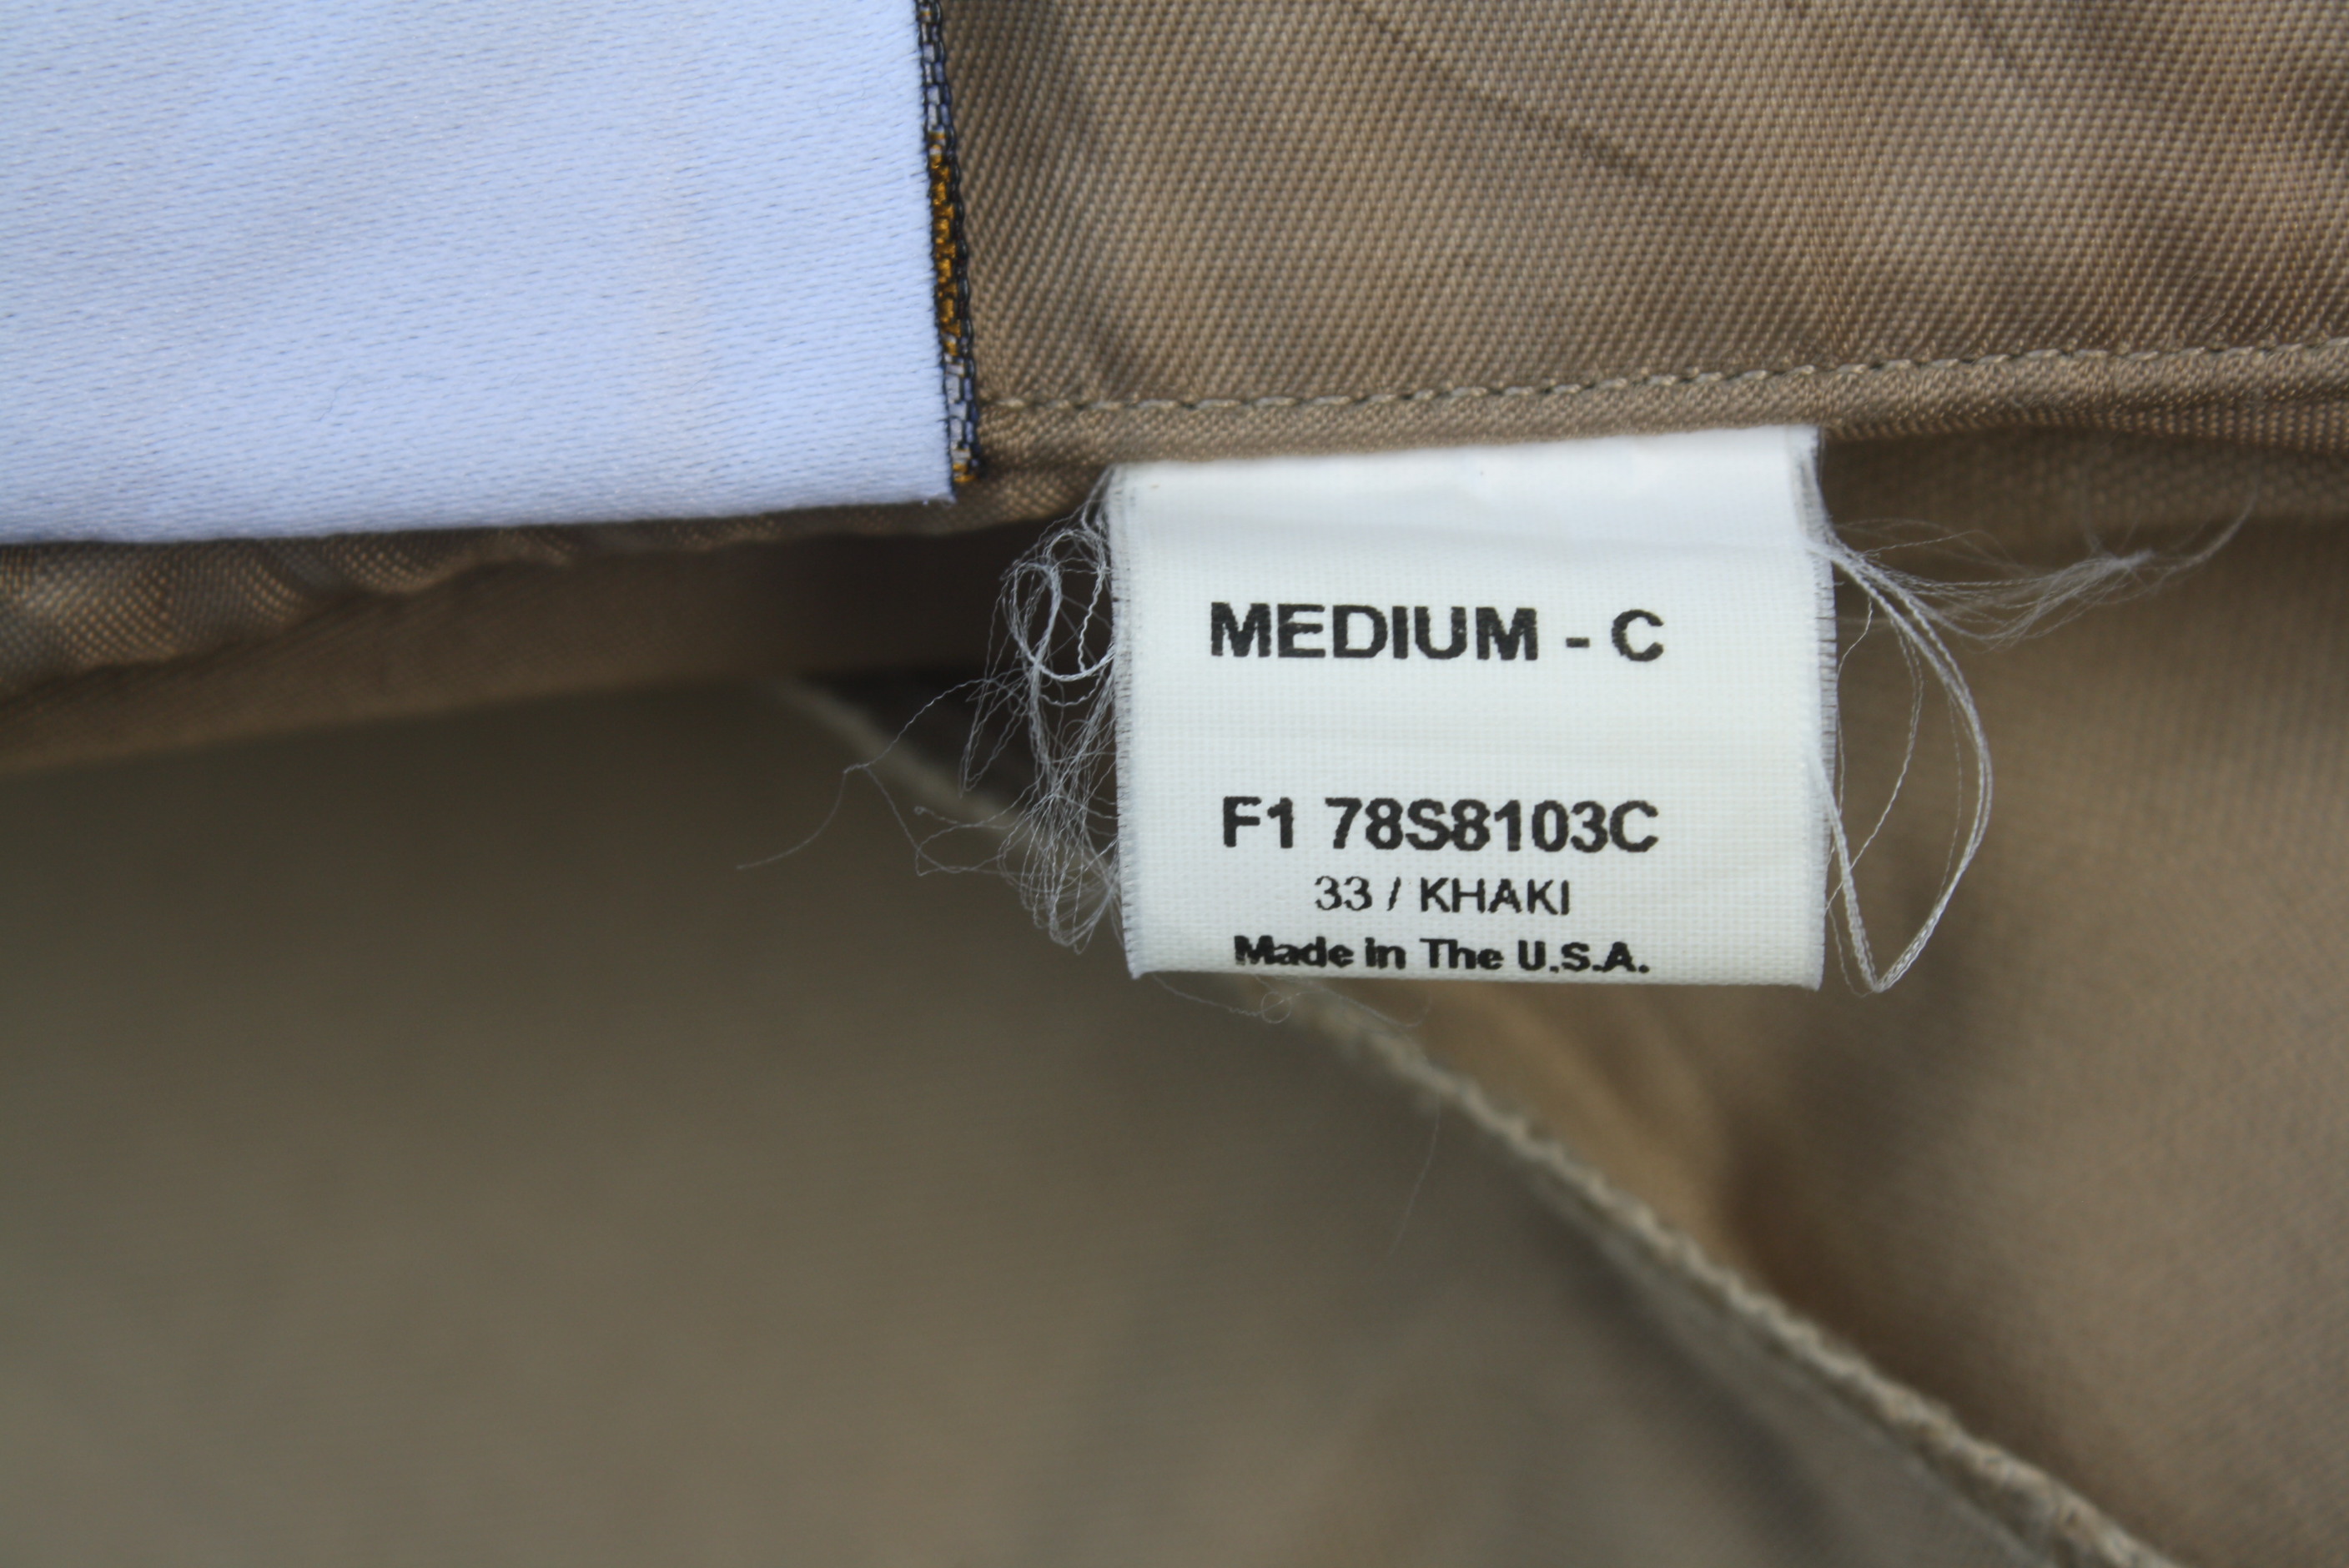 MEDIUM - C
F1 78S8103C
33 / KHAKI
Made In The U.S.A.